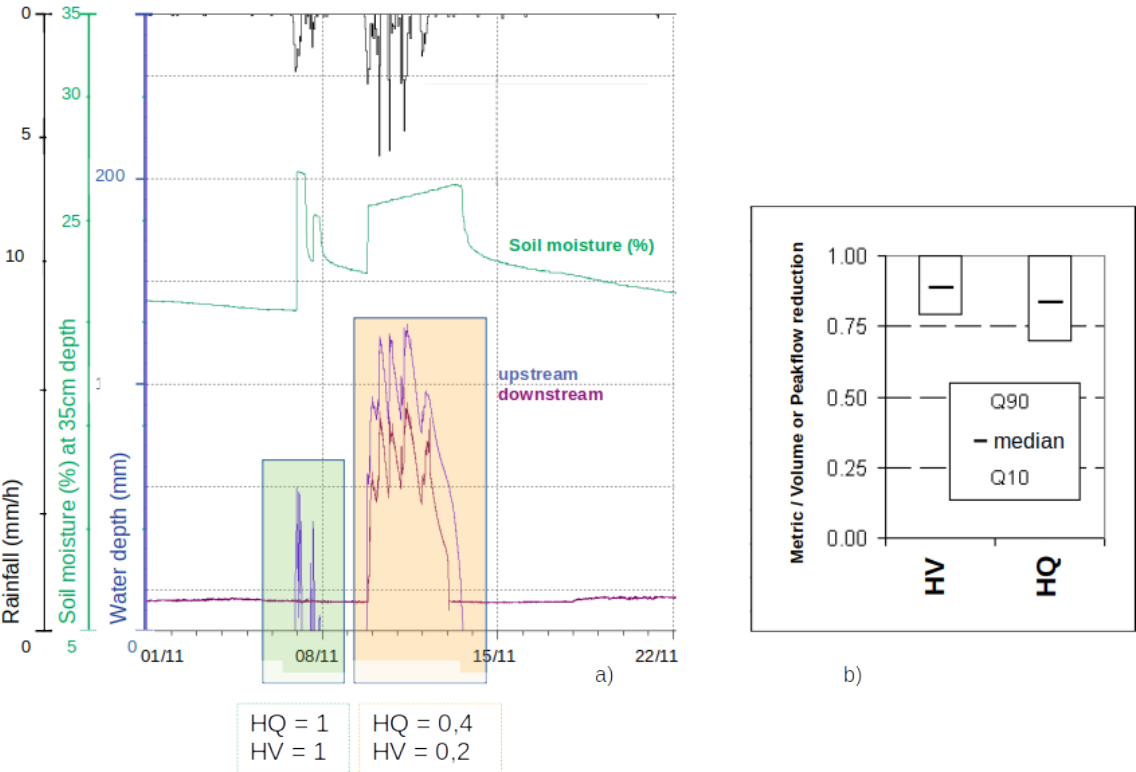 0
5
10
0
Rainfall (mm/h)
35
30
25
5
Soil moisture (%) at 35cm depth
200
1
0
Water depth (mm)
Soil moisture (%)
upstream
downstream
01/11
08/11
15/11
22/11
a)
HQ = 1
HV = 1
HQ = 0,4
HV = 0,2
Metric / Volume or Peakflow reduction
1.00
0.75
0.50
0.25
0.00
Q90
median
Q10
HV
HQ
b)